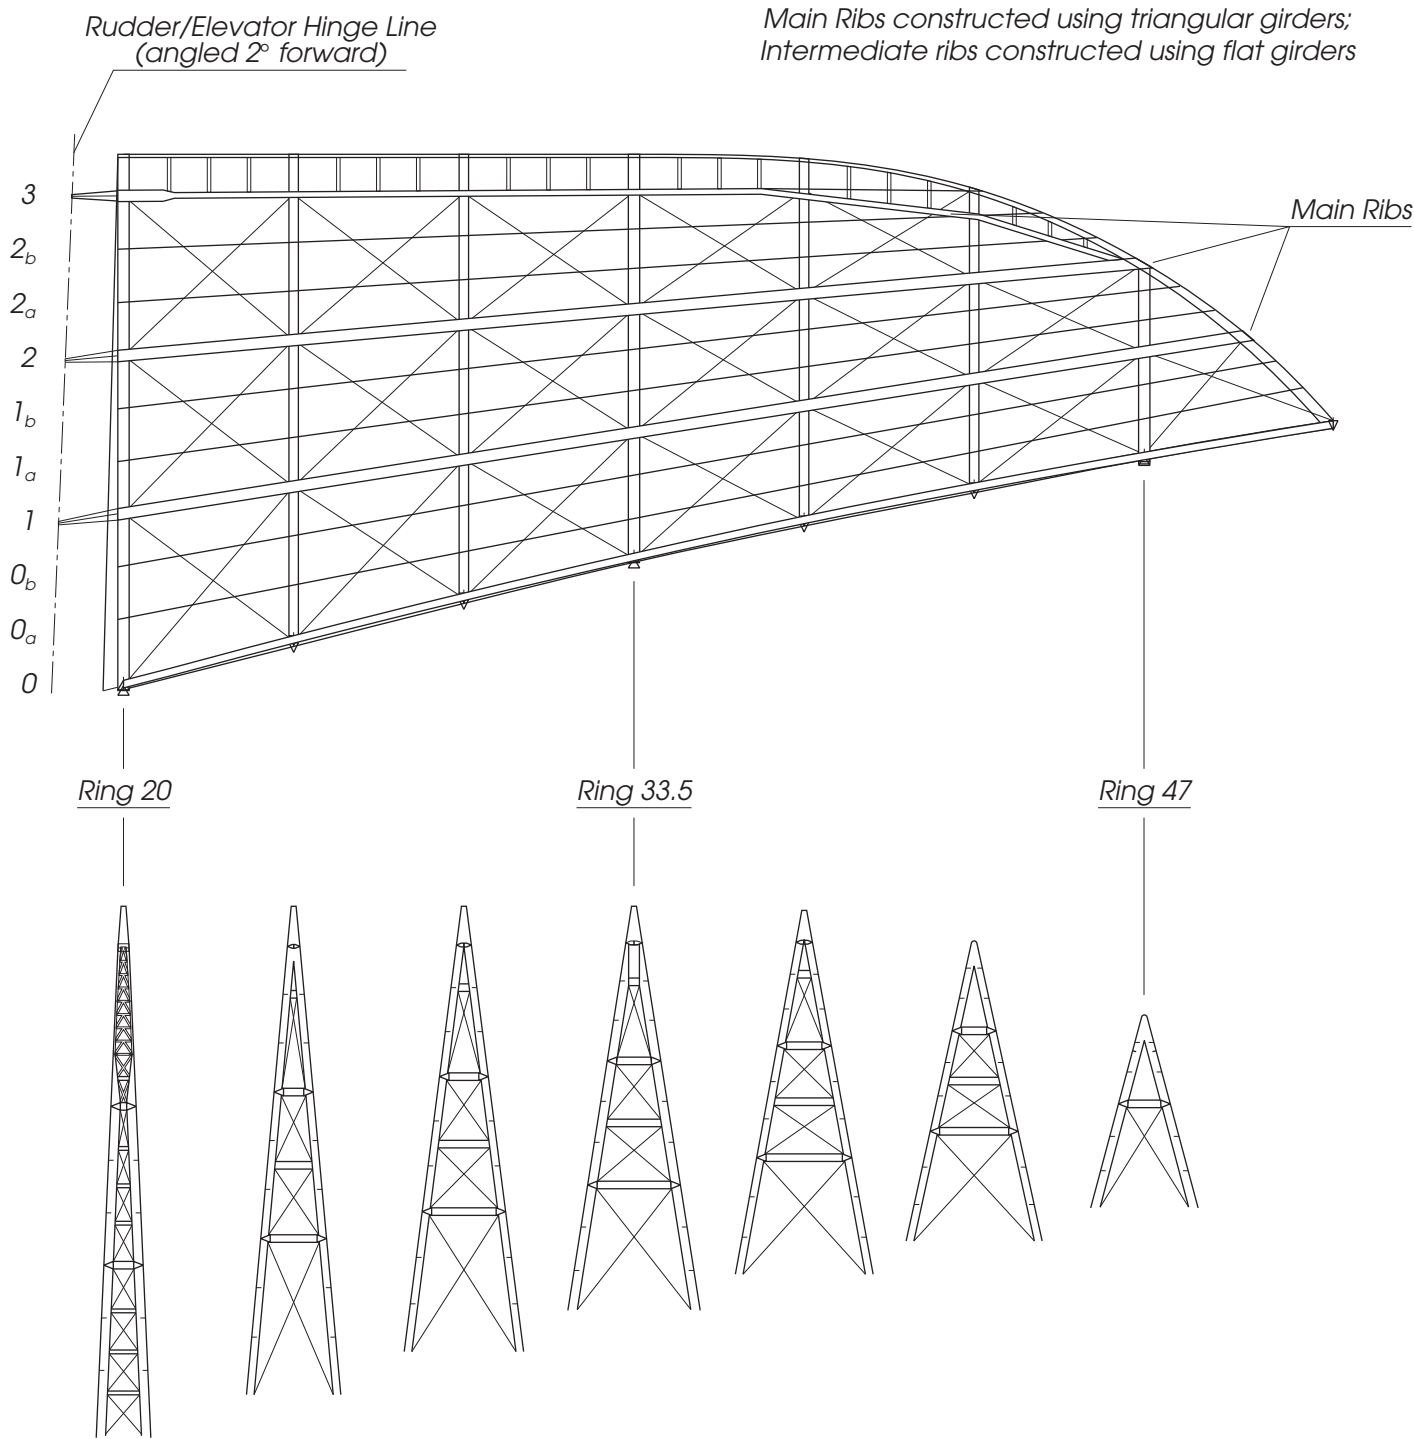 Rudder/Elevator Hinge Line
(angled 2° forward)
Main Ribs constructed using triangular girders;
Intermediate ribs constructed using flat girders
3
2b
2a
2
1b
1a
1
0b
0a
0
Main Ribs
Ring 20
Ring 33.5
Ring 47